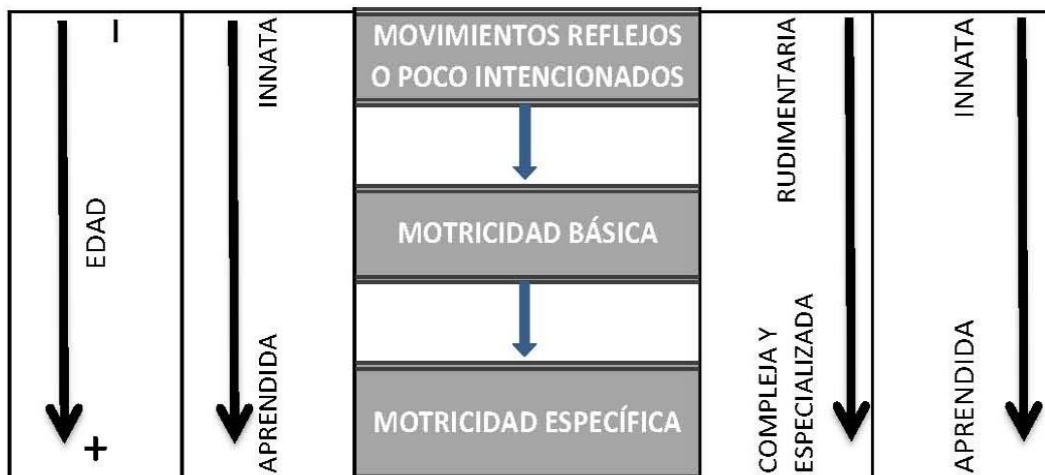 –
EDAD
+
INNATA
APRENDIDA
MOVIMIENTOS REFLEJOS
O POCO INTENCIONADOS
MOTRICIDAD BÁSICA
MOTRICIDAD ESPECÍFICA
RUDIMENTARIA
COMPLEJA Y
ESPECIALIZADA
INNATA
APRENDIDA